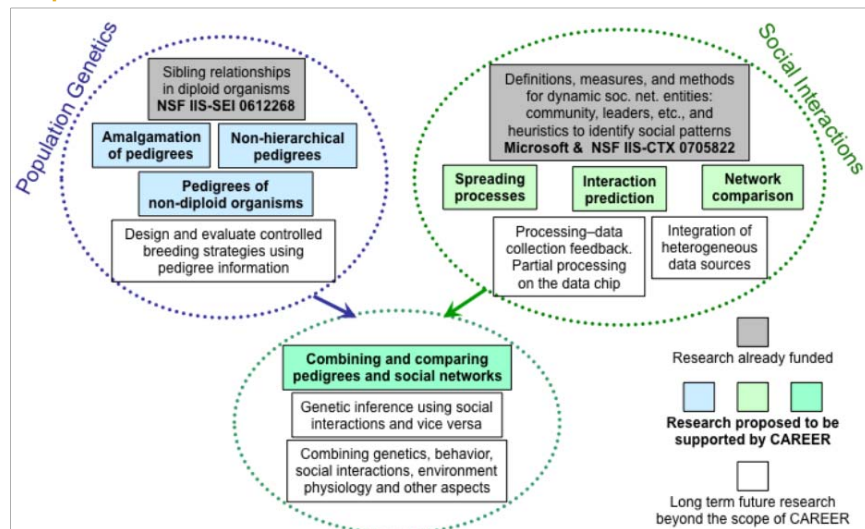 Population Genetics
Sibling relationships
in diploid organisms
NSF IIS-SEI 0612268
Amalgamation
of pedigrees
Non-hierarchical
pedigrees
Pedigrees of
non-diploid organisms
Design and evaluate controlled
breeding strategies using
pedigree information
Social Interactions
Definitions, measures, and methods
for dynamic soc. net. entities:
community, leaders, etc., and
heuristics to identify social patterns
Microsoft & NSF IIS-CTX 0705822
Spreading
processes
Interaction
prediction
Network
comparison
Processing–data
collection feedback.
Partial processing
on the data chip
Integration of
heterogeneous
data sources
Combining and comparing
pedigrees and social networks
Genetic inference using social
interactions and vice versa
Combining genetics, behavior,
social interactions, environment
physiology and other aspects
Research already funded
Research proposed to be
supported by CAREER
Long term future research
beyond the scope of CAREER